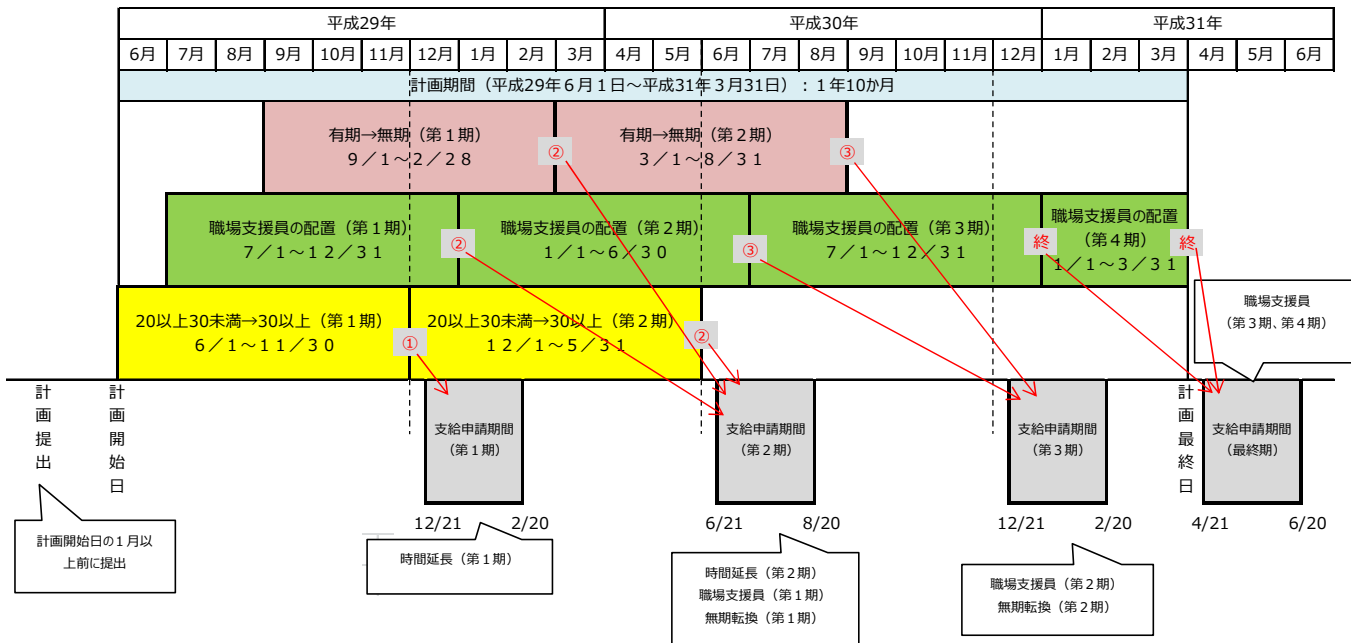 平成29年 平成30年 平成31年
6月 7月 8月 9月 10月 11月 12月 1月 2月 3月 4月 5月 6月 7月 8月 9月 10月 11月 12月 1月 2月 3月 4月 5月 6月
計画期間（平成29年６月１日～平成31年３月31日）：１年10か月
有期→無期（第１期）
９／１～２／２８
②
有期→無期（第２期）
３／１～８／３１
③
職場支援員の配置（第１期）
７／１～１２／３１
②
職場支援員の配置（第２期）
１／１～６／３０
③
職場支援員の配置（第３期）
７／１～１２／３１
終
職場支援員の配置
（第４期）
１／１～３／３１
終
20以上30未満→30以上（第１期）
６／１～１１／３０
①
20以上30未満→30以上（第２期）
１２／１～５／３１
②
職場支援員
（第３期、第４期）
計画提出
計画開始日
支給申請期間
（第１期）
支給申請期間
（第２期）
支給申請期間
（第３期）
計画最終日
支給申請期間
（最終期）
12/21 2/20 6/21 8/20 12/21 2/20 4/21 6/20
計画開始日の１月以
上前に提出
時間延長（第１期）
時間延長（第２期）
職場支援員（第１期）
無期転換（第１期）
職場支援員（第２期）
無期転換（第２期）